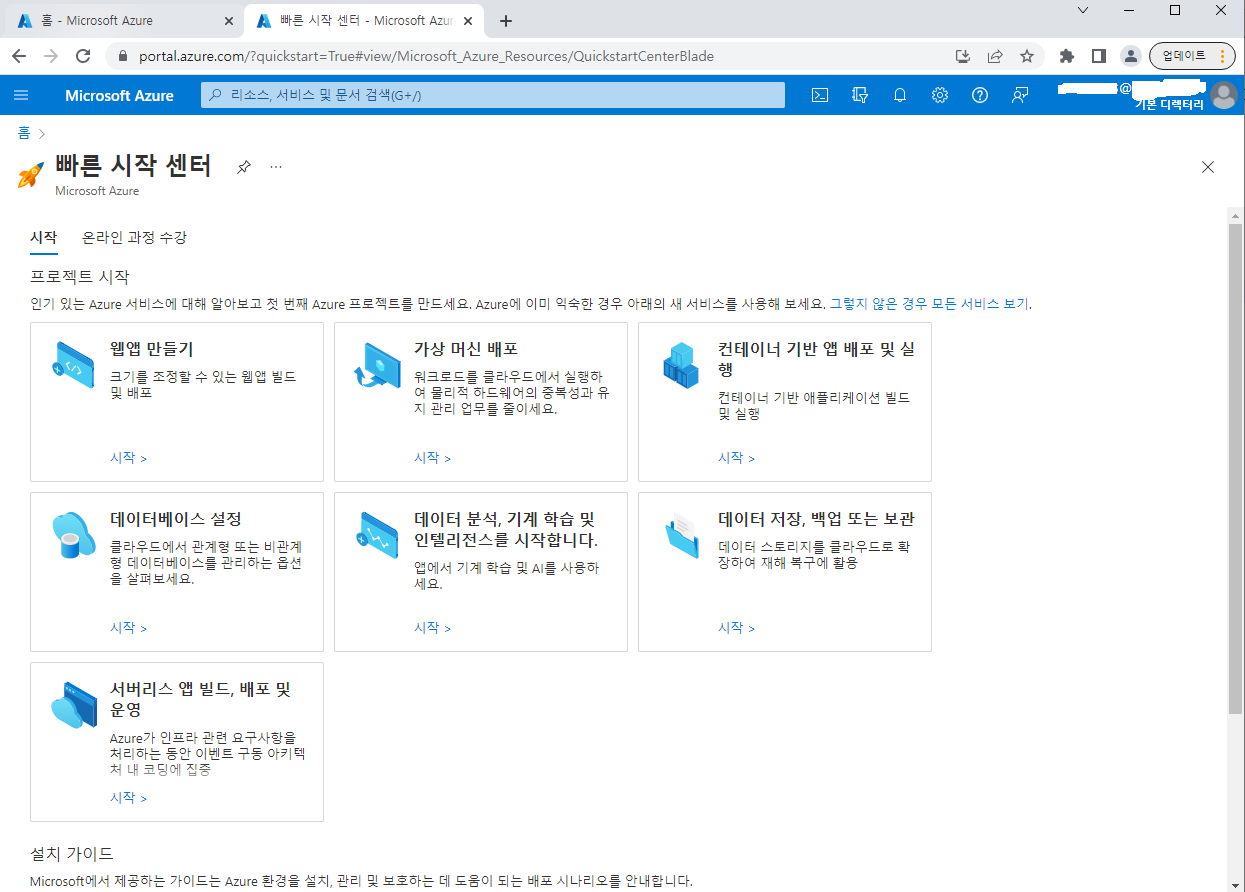 홈 - Microsoft Azure
빠른 시작 센터 - Microsoft Azur
portal.azure.com/?quickstart=True#view/Microsoft_Azure_Resources/QuickstartCenterBlade
업데이트
Microsoft Azure
리소스, 서비스 및 문서 검색(G+/)
@
기본 디렉터리
홈 >
빠른 시작 센터
...
Microsoft Azure
시작
온라인 과정 수강
프로젝트 시작
인기 있는 Azure 서비스에 대해 알아보고 첫 번째 Azure 프로젝트를 만드세요. Azure에 이미 익숙한 경우 아래의 새 서비스를 사용해 보세요. 그렇지 않은 경우 모든 서비스 보기.
웹앱 만들기
크기를 조정할 수 있는 웹앱 빌드
및 배포
시작 >
가상 머신 배포
워크로드를 클라우드에서 실행하
여 물리적 하드웨어의 중복성과 유
지 관리 업무를 줄이세요.
시작 >
컨테이너 기반 앱 배포 및 실
행
컨테이너 기반 애플리케이션 빌드
및 실행
시작 >
데이터베이스 설정
클라우드에서 관계형 또는 비관계
형 데이터베이스를 관리하는 옵션
을 살펴보세요.
시작 >
데이터 분석, 기계 학습 및
인텔리전스를 시작합니다.
앱에서 기계 학습 및 AI를 사용하
세요.
시작 >
데이터 저장, 백업 또는 보관
데이터 스토리지를 클라우드로 확
장하여 재해 복구에 활용
시작 >
서버리스 앱 빌드, 배포 및
운영
Azure가 인프라 관련 요구사항을
처리하는 동안 이벤트 구동 아키텍
처 내 코딩에 집중
시작 >
설치 가이드
Microsoft에서 제공하는 가이드는 Azure 환경을 설치, 관리 및 보호하는 데 도움이 되는 배포 시나리오를 안내합니다.